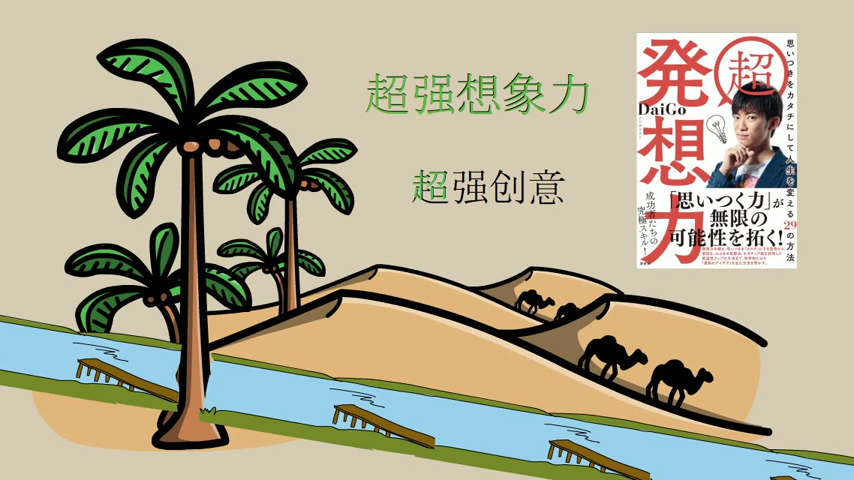 超强想象力
超强创意
超
発想力
DaiGo
思いつきをカタチにして人生を変える29の方法
成功者たちの
究極スキル！
「思いつく力」が
無限の
可能性を拓く!